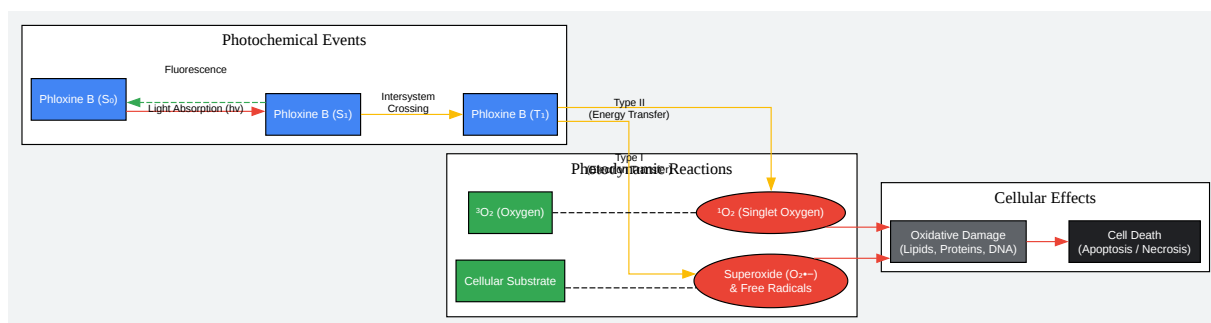 Photochemical Events
Fluorescence
Phloxine B (S₀)
Light Absorption (hν)
Phloxine B (S₁)
Intersystem
Crossing
Phloxine B (T₁)
Type II
(Energy Transfer)
Type I
Photodynamic Reactions
³O₂ (Oxygen)
¹O₂ (Singlet Oxygen)
Cellular Substrate
Superoxide (O₂•−)
& Free Radicals
Cellular Effects
Oxidative Damage
(Lipids, Proteins, DNA)
Cell Death
(Apoptosis / Necrosis)